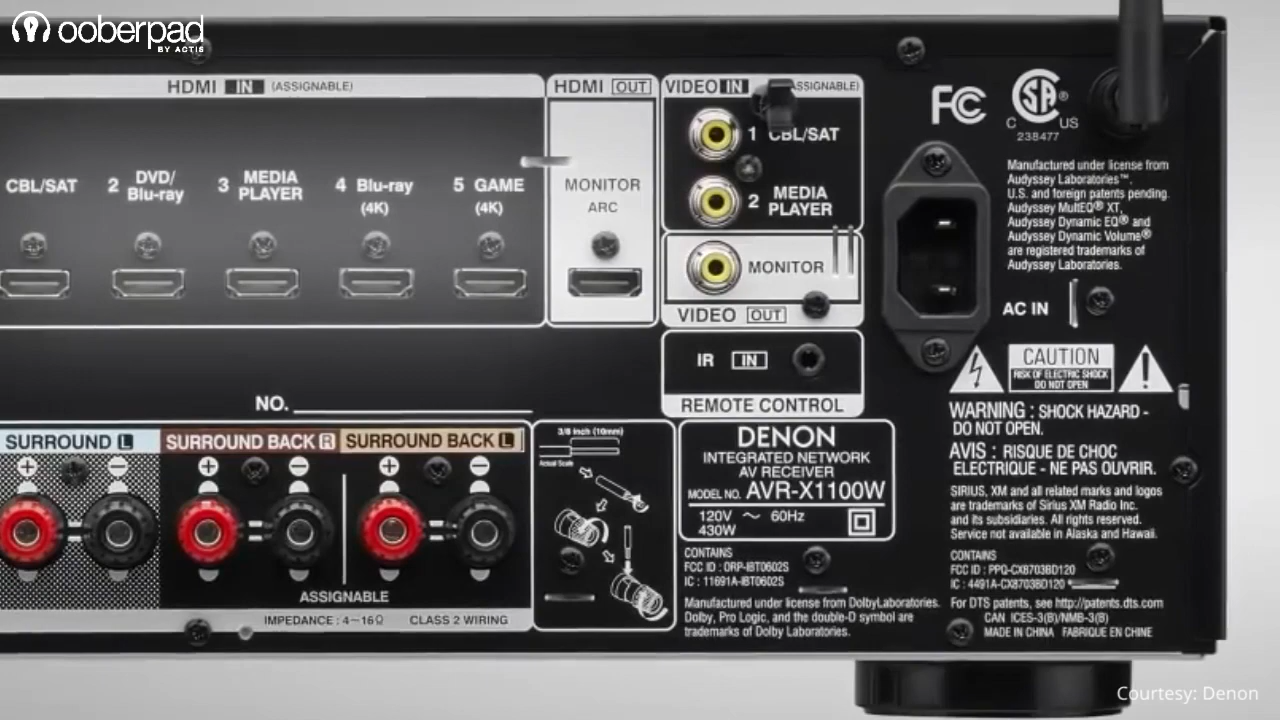 ooberpad
BY ACTIS
HDMI IN (ASSIGNABLE)
CBL/SAT
2 DVD/
Blu-ray
3 MEDIA
PLAYER
4 Blu-ray
(4K)
5 GAME
(4K)
HDMI OUT
MONITOR
ARC
VIDEO IN ASSIGNABLE)
1 CBL/SAT
2 MEDIA
PLAYER
MONITOR
VIDEO OUT
IR IN
REMOTE CONTROL
FC
C SA ® US
238477
Manufactured under license from
Audyssey Laboratories™.
U.S. and foreign patents pending.
Audyssey MultEQ® XT,
Audyssey Dynamic EQ® and
Audyssey Dynamic Volume®
are registered trademarks of
Audyssey Laboratories.
AC IN
CAUTION
RISK OF ELECTRIC SHOCK
DO NOT OPEN
WARNING : SHOCK HAZARD -
DO NOT OPEN.
AVIS : RISQUE DE CHOC
ELECTRIQUE - NE PAS OUVRIR.
SIRIUS, XM and all related marks and logos
are trademarks of Sirius XM Radio Inc.
and its subsidiaries. All rights reserved.
Service not available in Alaska and Hawaii.
CONTAINS
FCC ID : PPQ-CX8703BD120
IC : 4491A-CX8703BD120
For DTS patents, see http://patents.dts.com
CAN ICES-3(B)/NMB-3(B)
MADE IN CHINA FABRIQUE EN CHINE
NO.
SURROUND L
SURROUND BACK R
SURROUND BACK L
+ − + − + −
ASSIGNABLE
IMPEDANCE : 4~16Ω CLASS 2 WIRING
3/8 inch (10mm)
Actual Scale
DENON
INTEGRATED NETWORK
AV RECEIVER
MODEL NO. AVR-X1100W
120V ~ 60Hz
430W
CONTAINS
FCC ID : ORP-IBT0602S
IC : 11691A-IBT0602S
Manufactured under license from DolbyLaboratories.
Dolby, Pro Logic, and the double-D symbol are
trademarks of Dolby Laboratories.
Courtesy: Denon